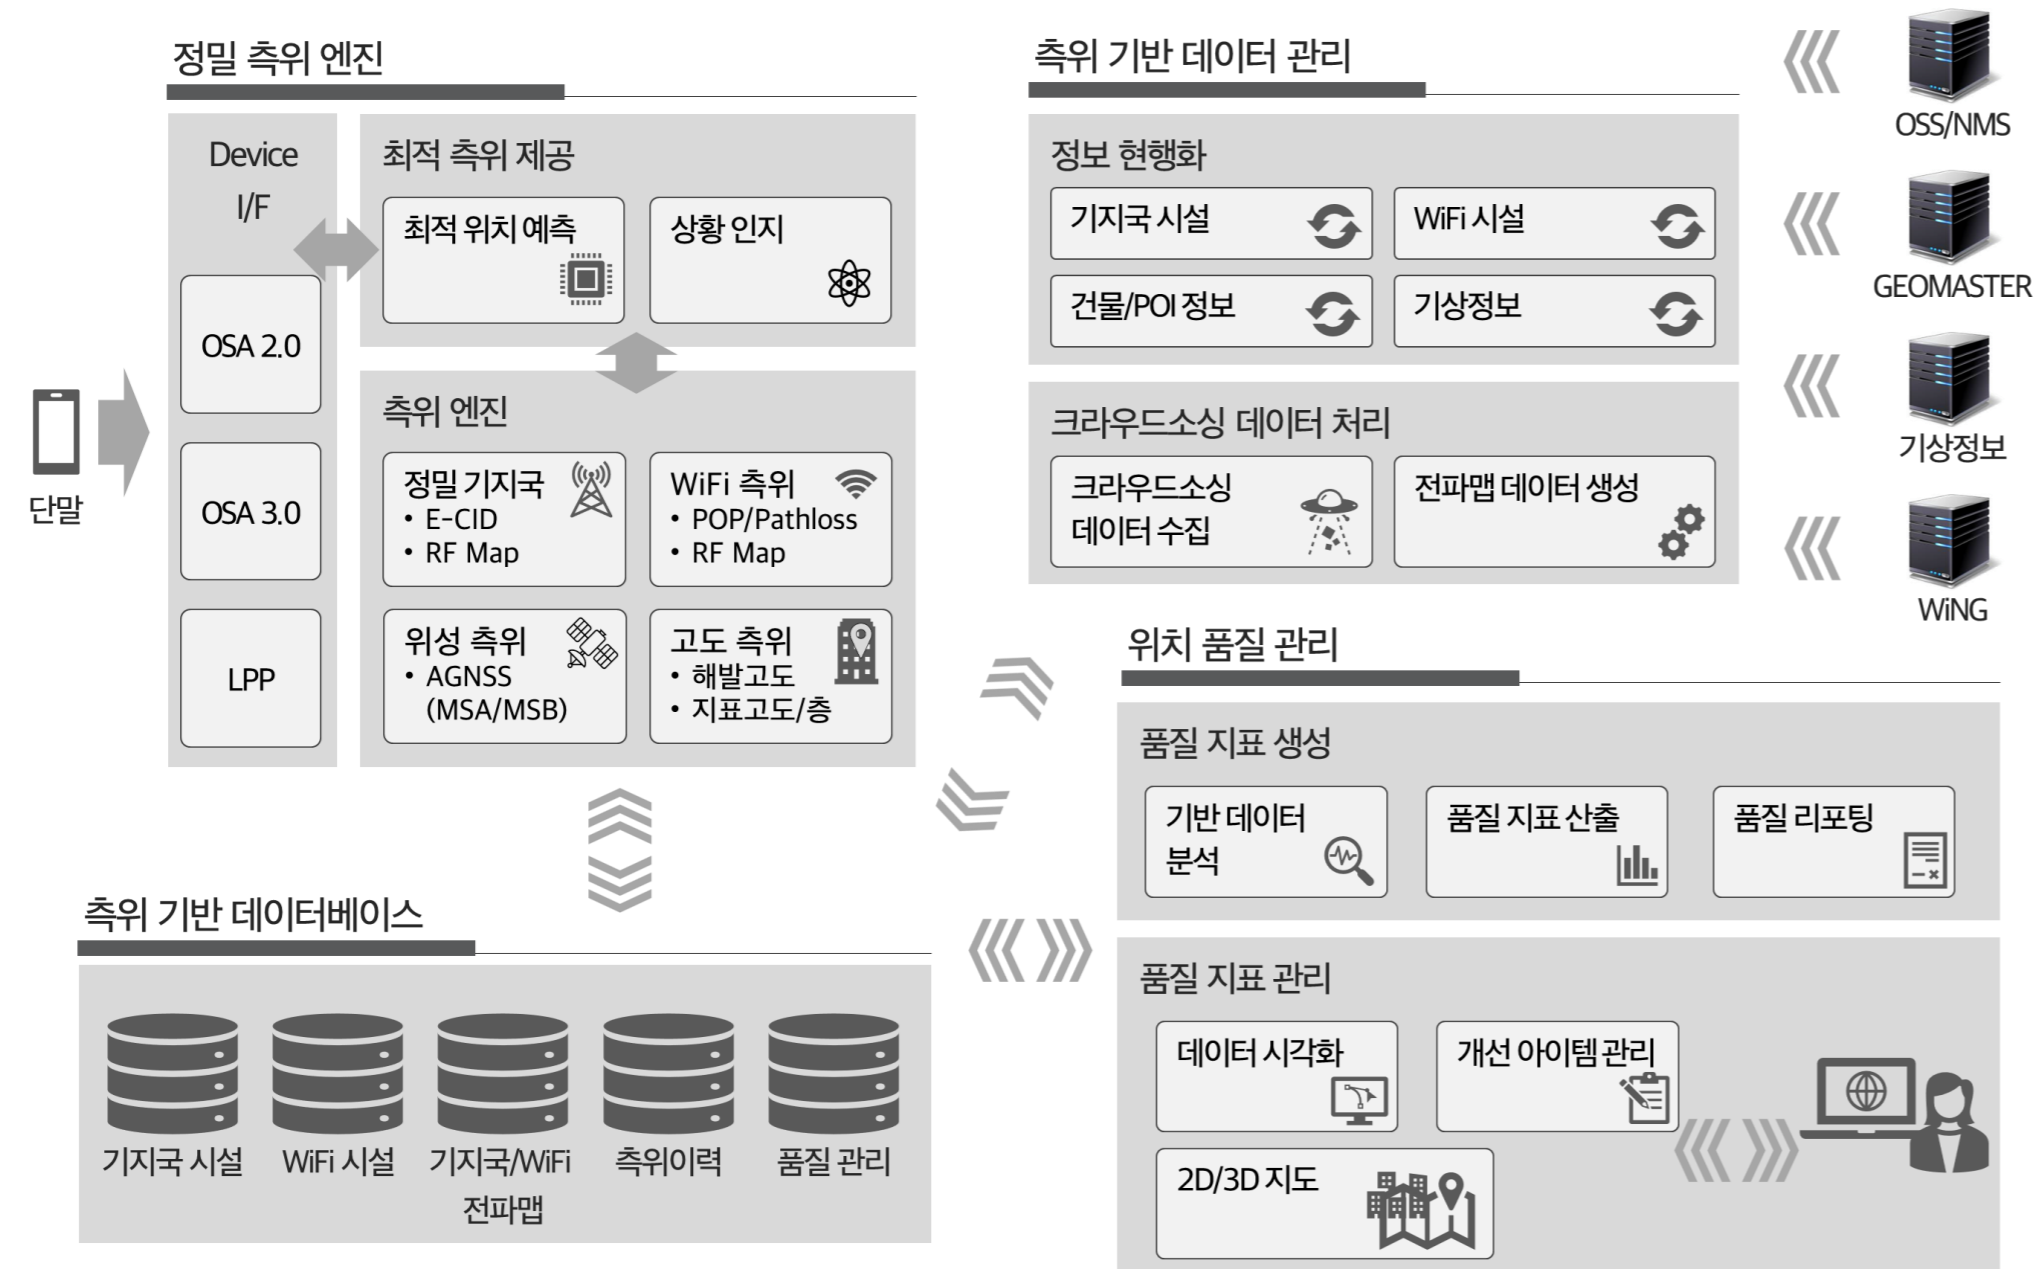 정밀 측위 엔진
Device
I/F
OSA 2.0
OSA 3.0
LPP
단말
최적 측위 제공
최적 위치 예측
상황 인지
측위 엔진
정밀 기지국
• E-CID
• RF Map
WiFi 측위
• POP/Pathloss
• RF Map
위성 측위
• AGNSS
(MSA/MSB)
고도 측위
• 해발고도
• 지표고도/층
측위 기반 데이터 관리
정보 현행화
기지국 시설
WiFi 시설
건물/POI 정보
기상정보
크라우드소싱 데이터 처리
크라우드소싱
데이터 수집
전파맵 데이터 생성
OSS/NMS
GEOMASTER
기상정보
WiNG
측위 기반 데이터베이스
기지국 시설
WiFi 시설
기지국/WiFi
전파맵
측위이력
품질 관리
위치 품질 관리
품질 지표 생성
기반 데이터
분석
품질 지표 산출
품질 리포팅
품질 지표 관리
데이터 시각화
개선 아이템 관리
2D/3D 지도